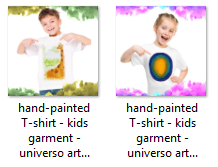 hand-painted
T-shirt - kids
garment -
universo art...
hand-painted
T-shirt - kids
garment -
universo art...